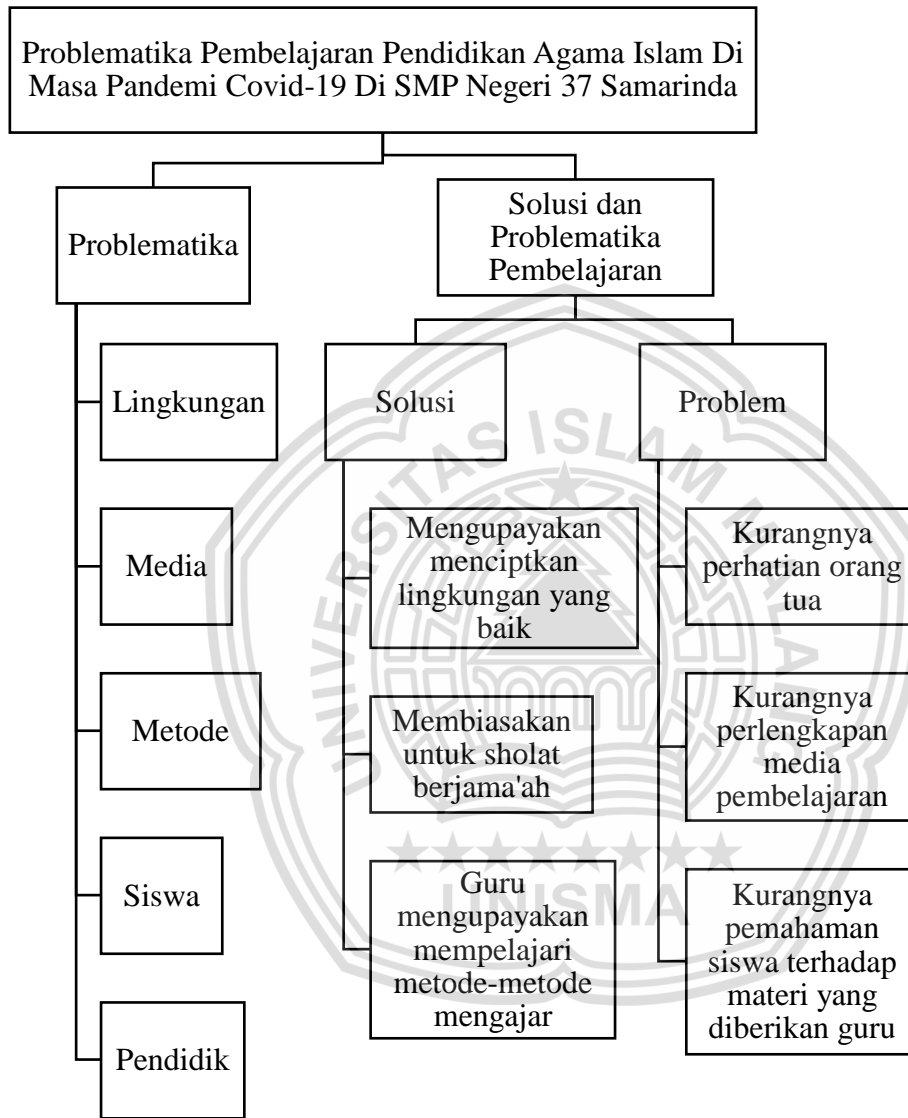 Problematika Pembelajaran Pendidikan Agama Islam Di
Masa Pandemi Covid-19 Di SMP Negeri 37 Samarinda
Problematika
Lingkungan
Media
Metode
Siswa
Pendidik
Solusi dan
Problematika
Pembelajaran
Solusi
Mengupayakan
menciptkan
lingkungan yang
baik
Membiasakan
untuk sholat
berjama'ah
Guru
mengupayakan
mempelajari
metode-metode
mengajar
Problem
Kurangnya
perhatian orang
tua
Kurangnya
perlengkapan
media
pembelajaran
Kurangnya
pemahaman
siswa terhadap
materi yang
diberikan guru
UNIVERSITAS ISLAM MALANG
UNISMA